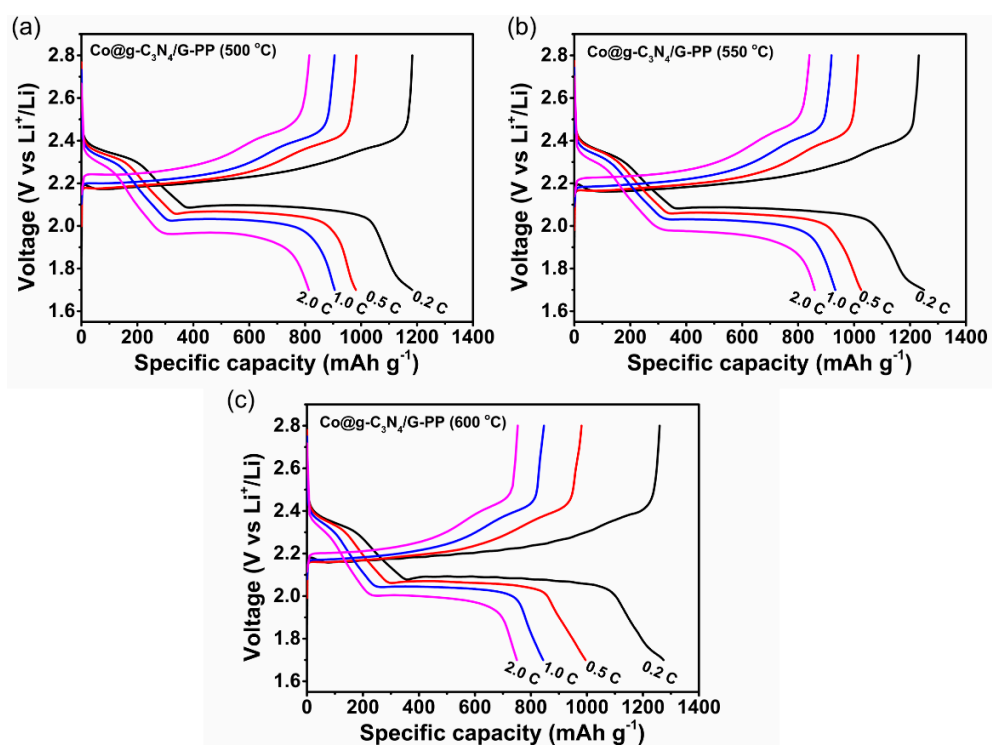 (a)
Co@g-C₃N₄/G-PP (500 °C)
2.8
2.6
2.4
2.2
2.0
1.8
1.6
Voltage (V vs Li⁺/Li)
2.0 C 1.0 C 0.5 C 0.2 C
0 200 400 600 800 1000 1200 1400
Specific capacity (mAh g⁻¹)
(b)
Co@g-C₃N₄/G-PP (550 °C)
2.8
2.6
2.4
2.2
2.0
1.8
1.6
Voltage (V vs Li⁺/Li)
2.0 C 1.0 C 0.5 C 0.2 C
0 200 400 600 800 1000 1200 1400
Specific capacity (mAh g⁻¹)
(c)
Co@g-C₃N₄/G-PP (600 °C)
2.8
2.6
2.4
2.2
2.0
1.8
1.6
Voltage (V vs Li⁺/Li)
2.0 C 1.0 C 0.5 C 0.2 C
0 200 400 600 800 1000 1200 1400
Specific capacity (mAh g⁻¹)